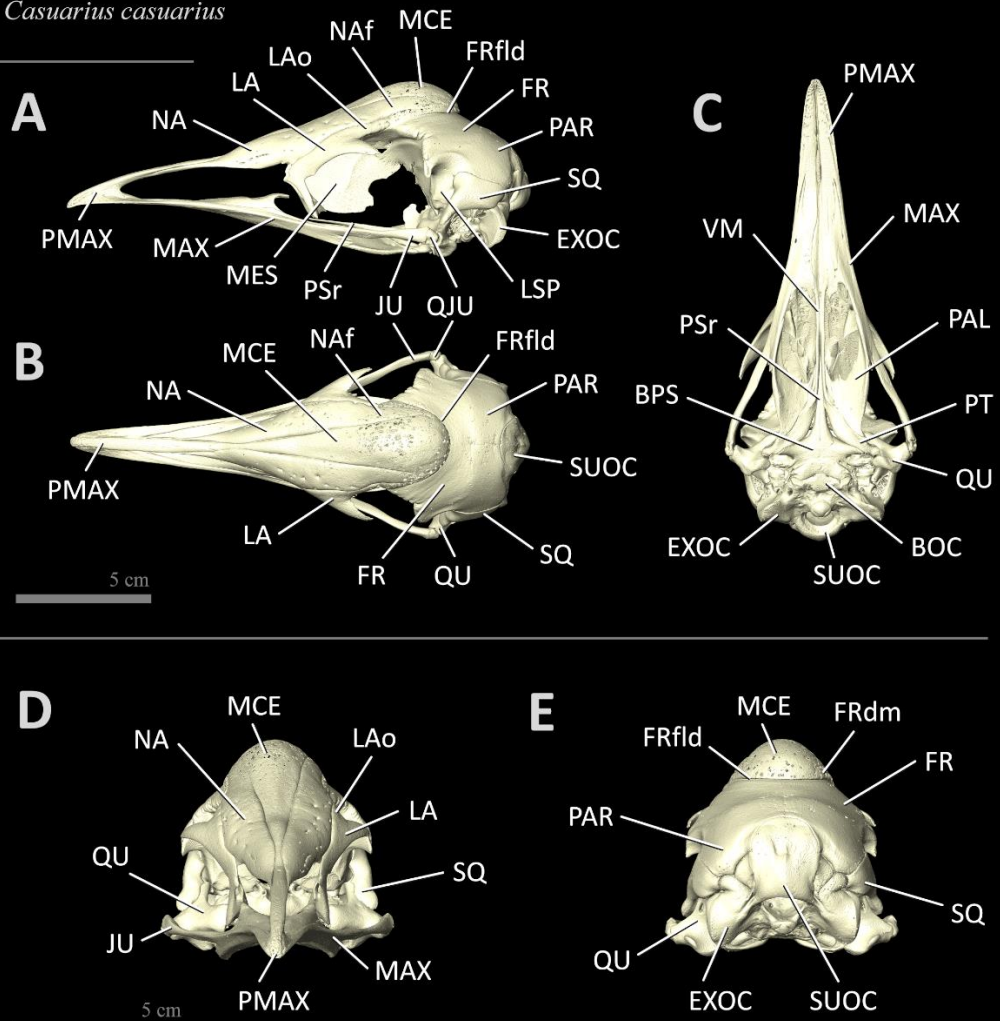 Casuarius casuarius
A
NA
LA
LAo
NAf
MCE
FRfld
FR
PAR
SQ
EXOC
LSP
PMAX
MAX
MES
PSr
JU
QJU
B
NA
MCE
NAf
FRfld
PAR
SUOC
SQ
QU
FR
LA
PMAX
5 cm
C
PMAX
MAX
VM
PSr
PAL
BPS
PT
QU
EXOC
BOC
SUOC
D
MCE
NA
LAo
LA
QU
SQ
JU
MAX
PMAX
5 cm
E
MCE
FRdm
FRfld
FR
PAR
SQ
QU
EXOC
SUOC